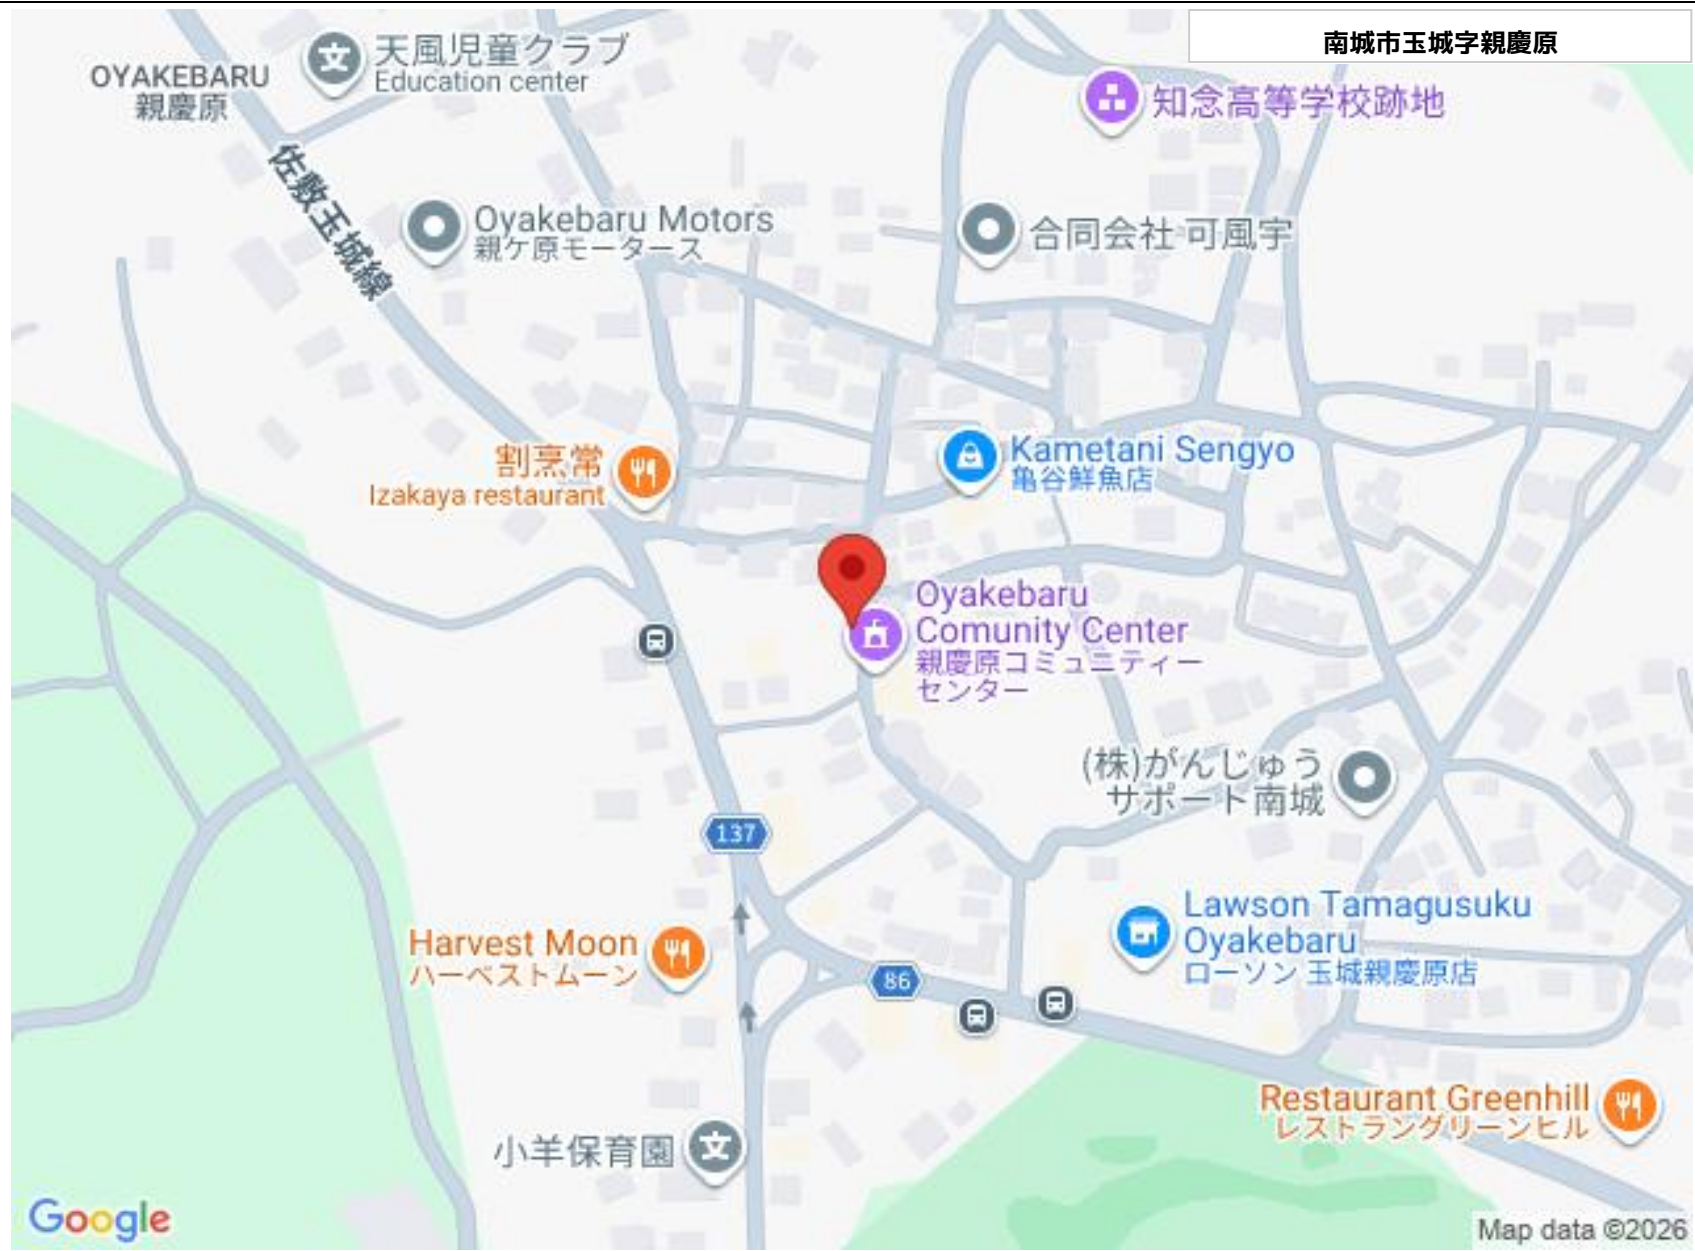 南城市玉城字親慶原
天風児童クラブ
Education center
OYAKEBARU
親慶原
知念高等学校跡地
佐敷玉城線
Oyakebaru Motors
親ケ原モータース
合同会社 可風宇
割烹常
Izakaya restaurant
Kametani Sengyo
亀谷鮮魚店
Oyakebaru
Comunity Center
親慶原コミュニティー
センター
(株)がんじゅう
サポート南城
137
Lawson Tamagusuku
Oyakebaru
ローソン 玉城親慶原店
Harvest Moon
ハーベストムーン
86
Restaurant Greenhill
レストラングリーンヒル
小羊保育園
Google
Map data ©2026